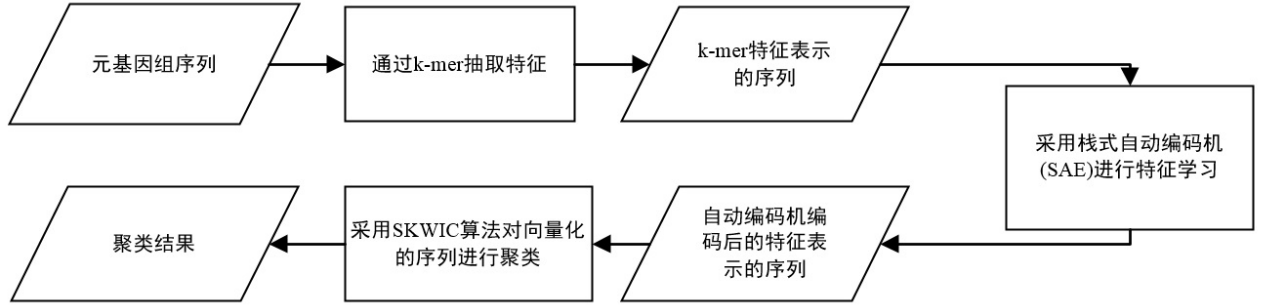 元基因组序列
通过k-mer抽取特征
k-mer特征表示
的序列
采用栈式自动编码机
(SAE)进行特征学习
自动编码机编
码后的特征表
示的序列
采用SKWIC算法对向量化
的序列进行聚类
聚类结果